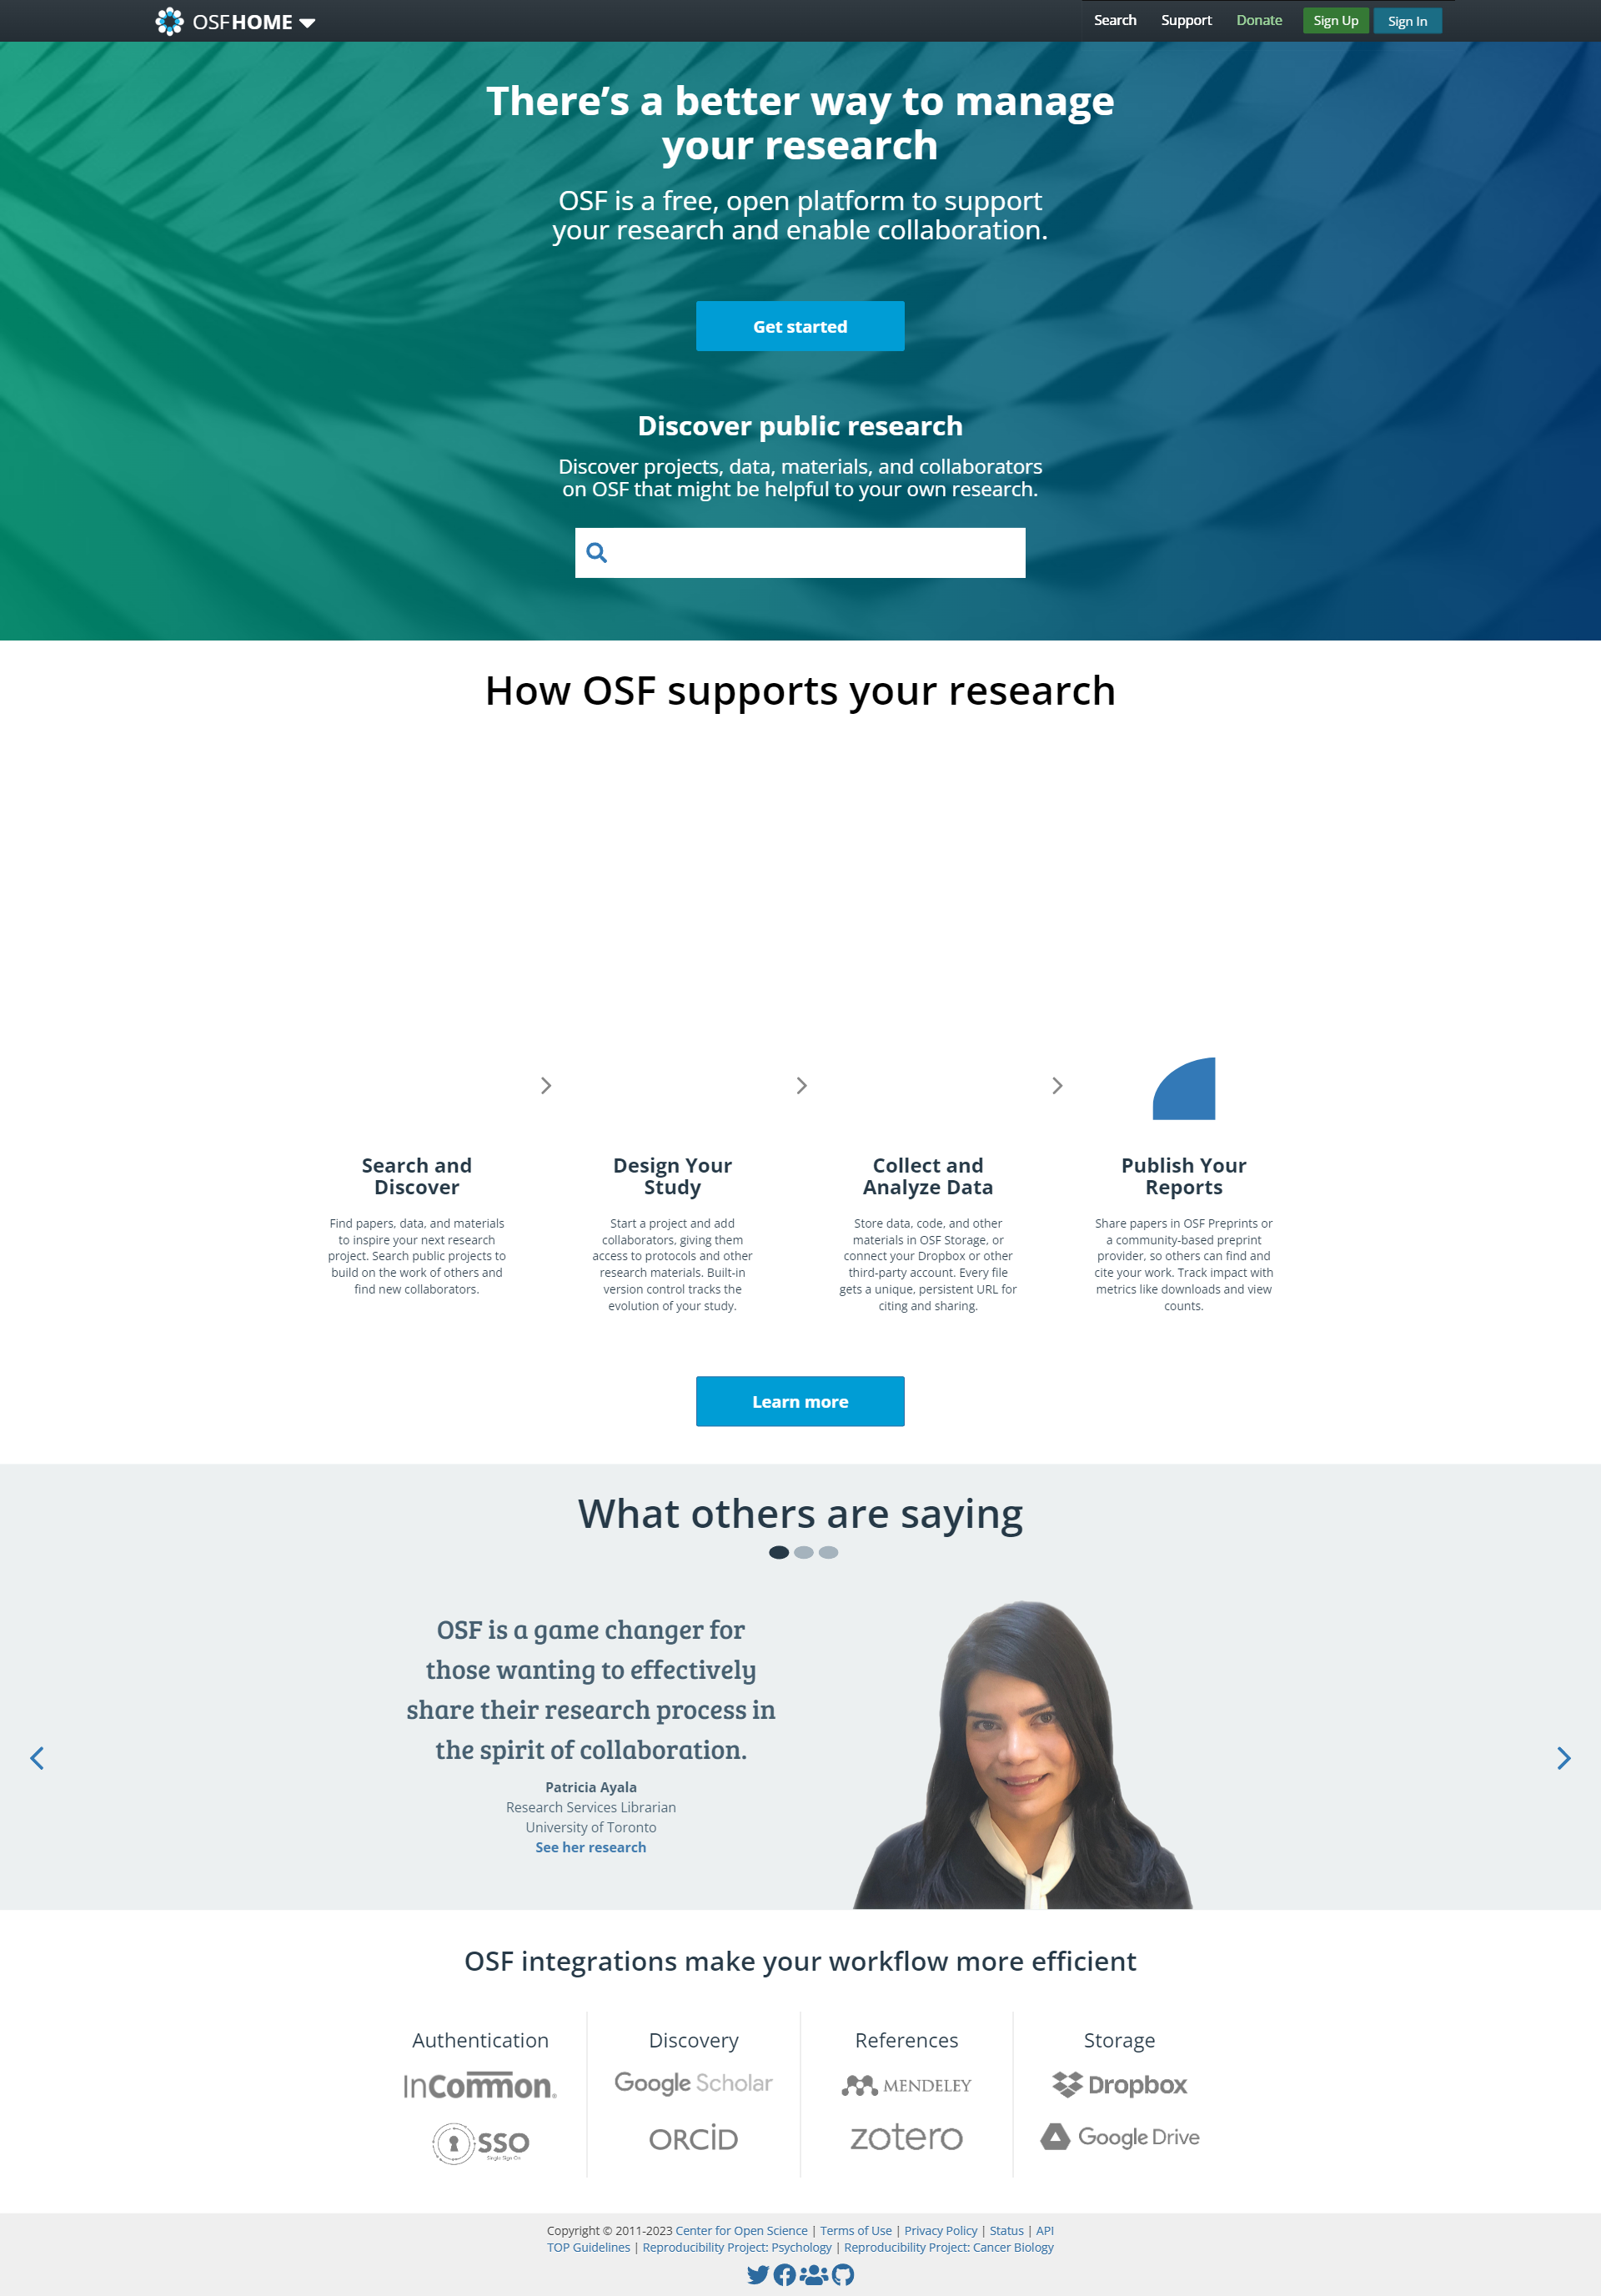 OSFHOME
Search Support Donate Sign Up Sign In
There’s a better way to manage
your research
OSF is a free, open platform to support
your research and enable collaboration.
Get started
Discover public research
Discover projects, data, materials, and collaborators
on OSF that might be helpful to your own research.
How OSF supports your research
Search and
Discover
Find papers, data, and materials
to inspire your next research
project. Search public projects to
build on the work of others and
find new collaborators.
Design Your
Study
Start a project and add
collaborators, giving them
access to protocols and other
research materials. Built-in
version control tracks the
evolution of your study.
Collect and
Analyze Data
Store data, code, and other
materials in OSF Storage, or
connect your Dropbox or other
third-party account. Every file
gets a unique, persistent URL for
citing and sharing.
Publish Your
Reports
Share papers in OSF Preprints or
a community-based preprint
provider, so others can find and
cite your work. Track impact with
metrics like downloads and view
counts.
Learn more
What others are saying
OSF is a game changer for
those wanting to effectively
share their research process in
the spirit of collaboration.
Patricia Ayala
Research Services Librarian
University of Toronto
See her research
OSF integrations make your workflow more efficient
Authentication
InCommon®
SSO
Single Sign On
Discovery
Google Scholar
ORCID
References
MENDELEY
zotero
Storage
Dropbox
Google Drive
Copyright © 2011-2023 Center for Open Science | Terms of Use | Privacy Policy | Status | API
TOP Guidelines | Reproducibility Project: Psychology | Reproducibility Project: Cancer Biology